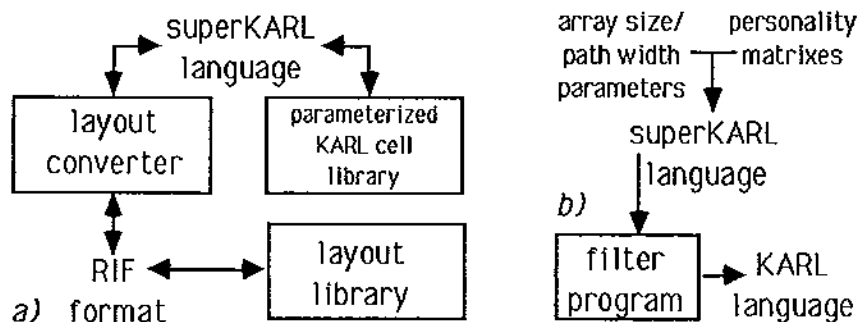 superKARL
language
layout
converter
parameterized
KARL cell
library
RIF
format
layout
library
a)
array size/
path width
parameters
personality
matrixes
superKARL
language
b)
filter
program
KARL
language